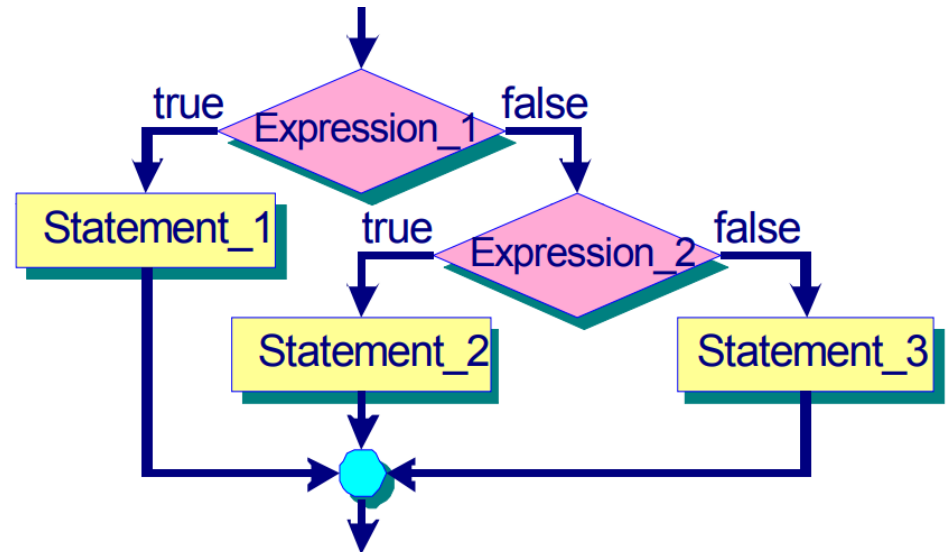 true
false
Expression_1
Statement_1
true
false
Expression_2
Statement_2
Statement_3